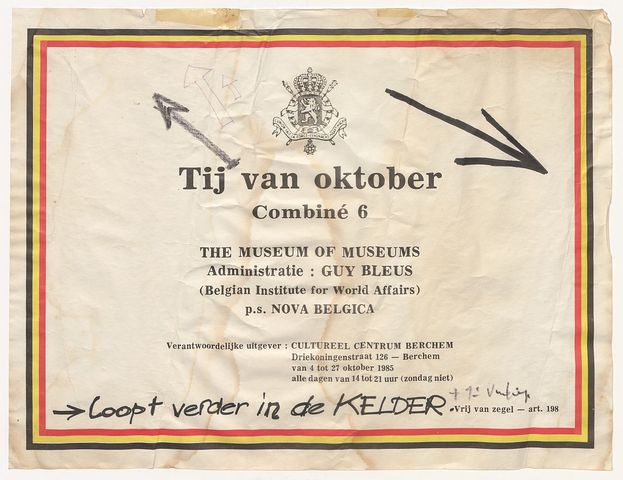 Tij van oktober
Combiné 6
THE MUSEUM OF MUSEUMS
Administratie : GUY BLEUS
(Belgian Institute for World Affairs)
p.s. NOVA BELGICA
Verantwoordelijke uitgever : CULTUREEL CENTRUM BERCHEM
Driekoningenstraat 126 — Berchem
van 4 tot 27 oktober 1985
alle dagen van 14 tot 21 uur (zondag niet)
→ Loopt verder in de KELDER.
+ 1e
Vrij van zegel — art. 198